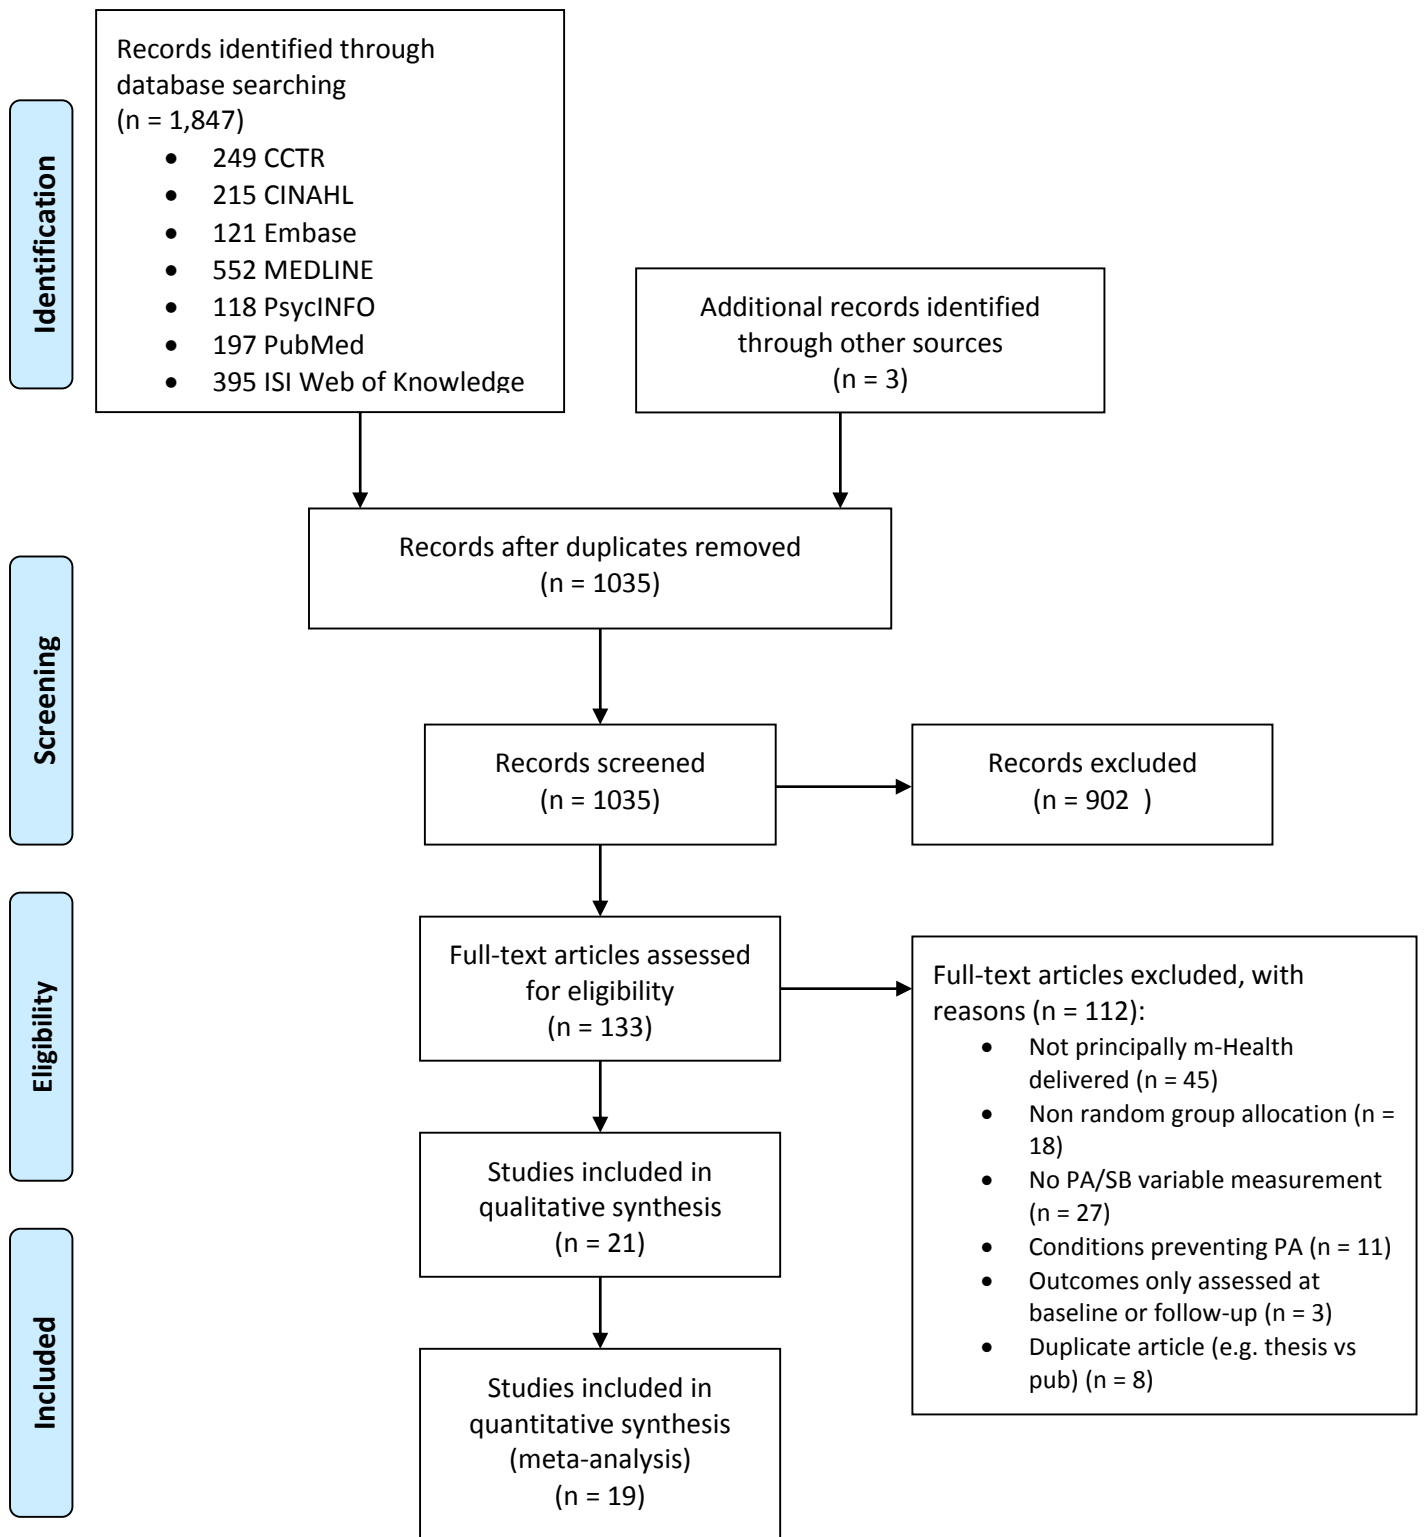 Identification
Records identified through
database searching
(n = 1,847)
• 249 CCTR
• 215 CINAHL
• 121 Embase
• 552 MEDLINE
• 118 PsycINFO
• 197 PubMed
• 395 ISI Web of Knowledge
Additional records identified
through other sources
(n = 3)
Screening
Records after duplicates removed
(n = 1035)
Records screened
(n = 1035)
Records excluded
(n = 902 )
Eligibility
Full-text articles assessed
for eligibility
(n = 133)
Full-text articles excluded, with
reasons (n = 112):
• Not principally m-Health
delivered (n = 45)
• Non random group allocation (n =
18)
• No PA/SB variable measurement
(n = 27)
• Conditions preventing PA (n = 11)
• Outcomes only assessed at
baseline or follow-up (n = 3)
• Duplicate article (e.g. thesis vs
pub) (n = 8)
Studies included in
qualitative synthesis
(n = 21)
Included
Studies included in
quantitative synthesis
(meta-analysis)
(n = 19)